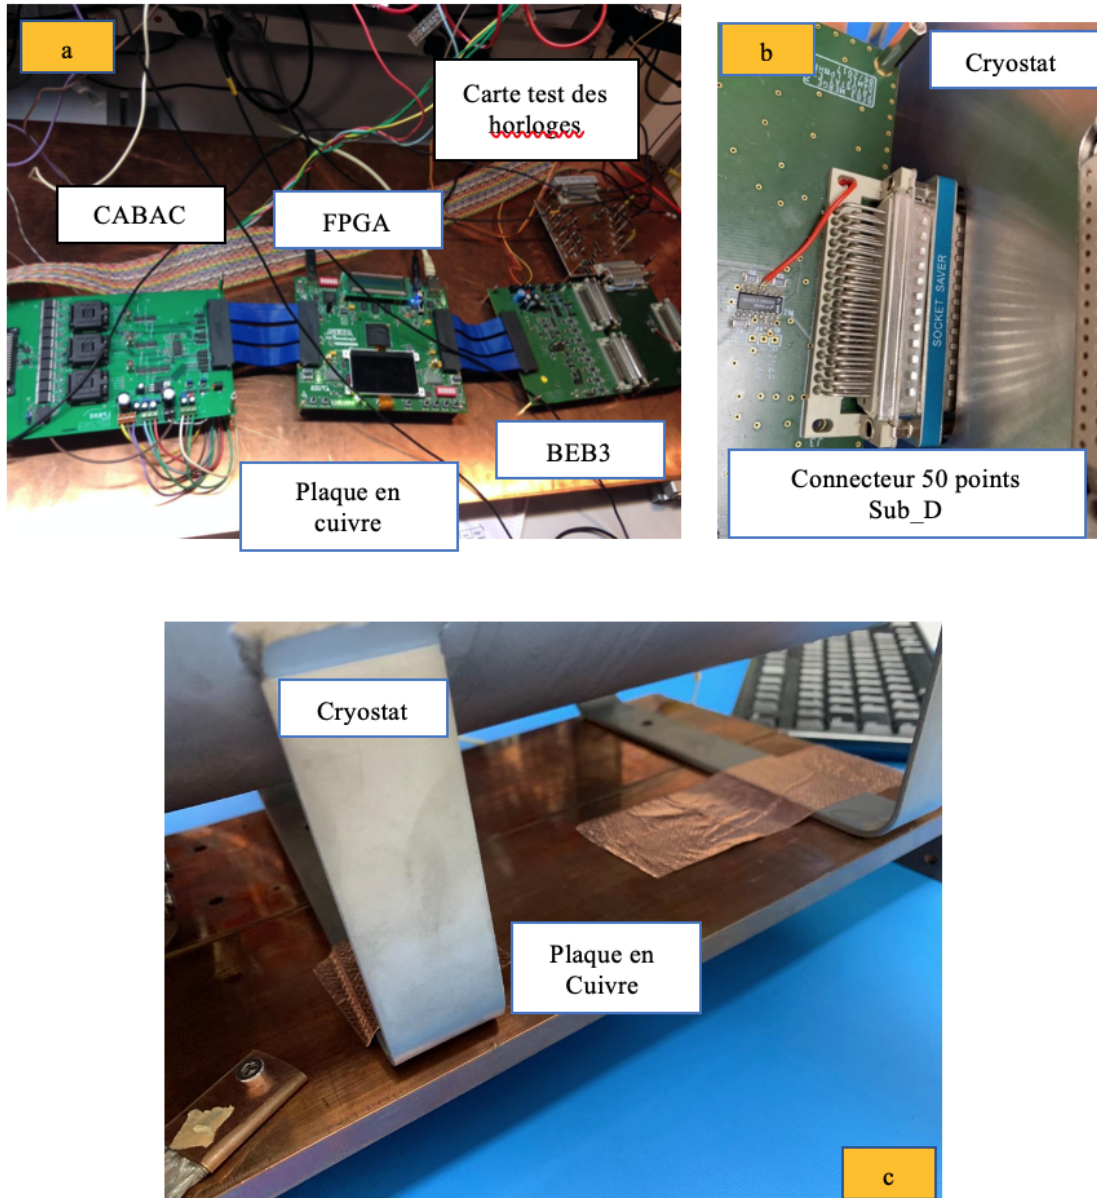 a
Carte test des
horloges
CABAC
FPGA
BEB3
Plaque en
cuivre
b
Cryostat
SOCKET SAVER
Connecteur 50 points
Sub_D
Cryostat
Plaque en
Cuivre
c